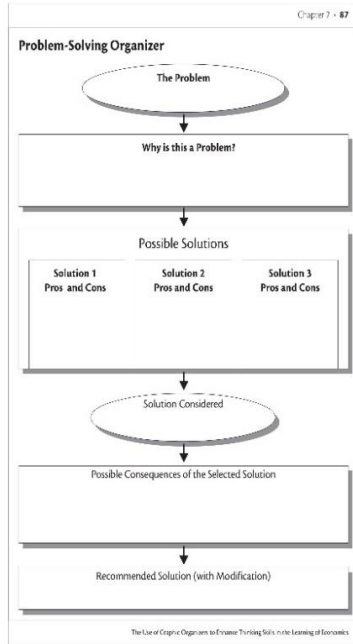 Chapter 7 • 87
Problem-Solving Organizer
The Problem
Why is this a Problem?
Possible Solutions
Solution 1
Pros and Cons
Solution 2
Pros and Cons
Solution 3
Pros and Cons
Solution Considered
Possible Consequences of the Selected Solution
Recommended Solution (with Modification)
The Use of Graphic Organizers to Enhance Thinking Skills in the Learning of Economics